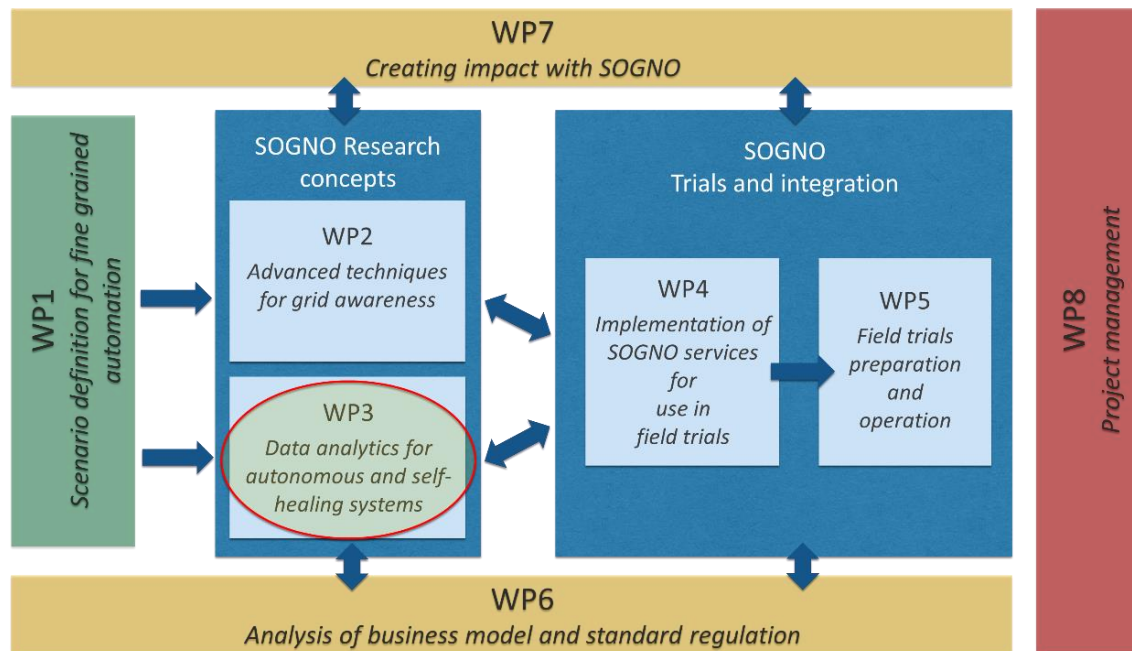 WP7
Creating impact with SOGNO
WP1
Scenario definition for fine grained
automation
SOGNO Research
concepts
WP2
Advanced techniques
for grid awareness
WP3
Data analytics for
autonomous and self-
healing systems
SOGNO
Trials and integration
WP4
Implementation of
SOGNO services
for
use in
field trials
WP5
Field trials
preparation
and
operation
WP8
Project management
WP6
Analysis of business model and standard regulation